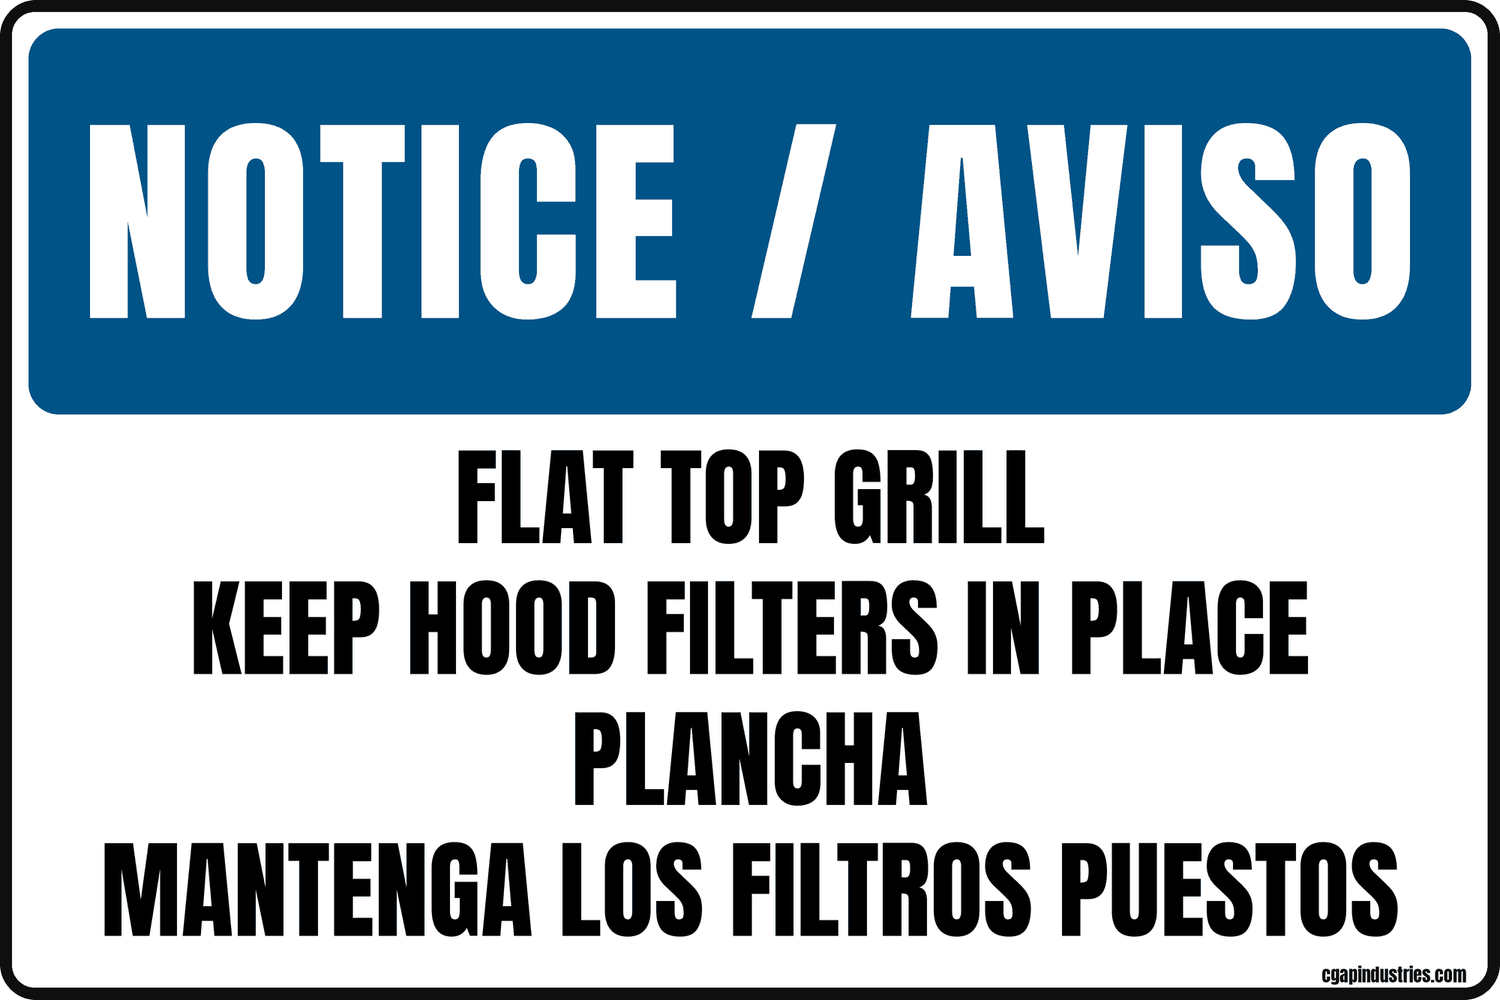 NOTICE / AVISO
FLAT TOP GRILL
KEEP HOOD FILTERS IN PLACE
PLANCHA
MANTENGA LOS FILTROS PUESTOS
cgapindustries.com